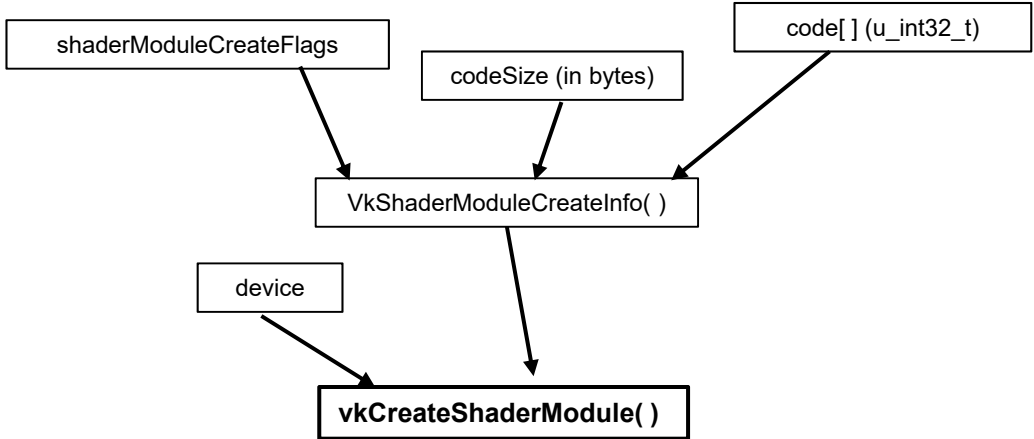 shaderModuleCreateFlags
code[ ] (u_int32_t)
codeSize (in bytes)
VkShaderModuleCreateInfo( )
device
vkCreateShaderModule( )